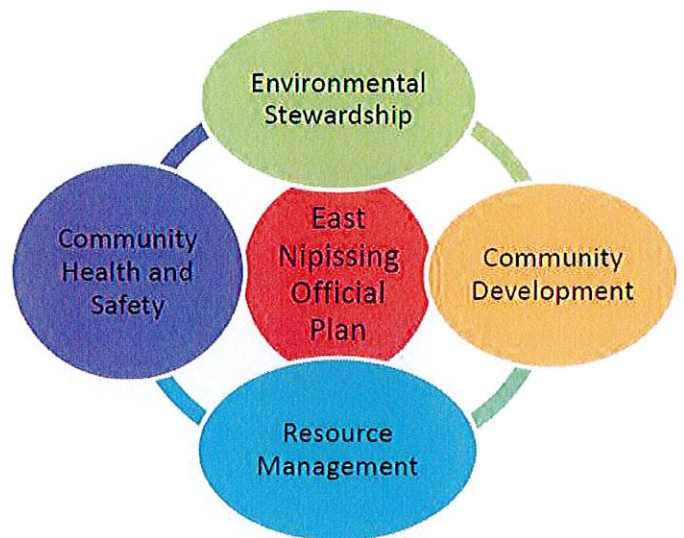 Environmental
Stewardship
Community
Health and
Safety
East
Nipissing
Official
Plan
Community
Development
Resource
Management